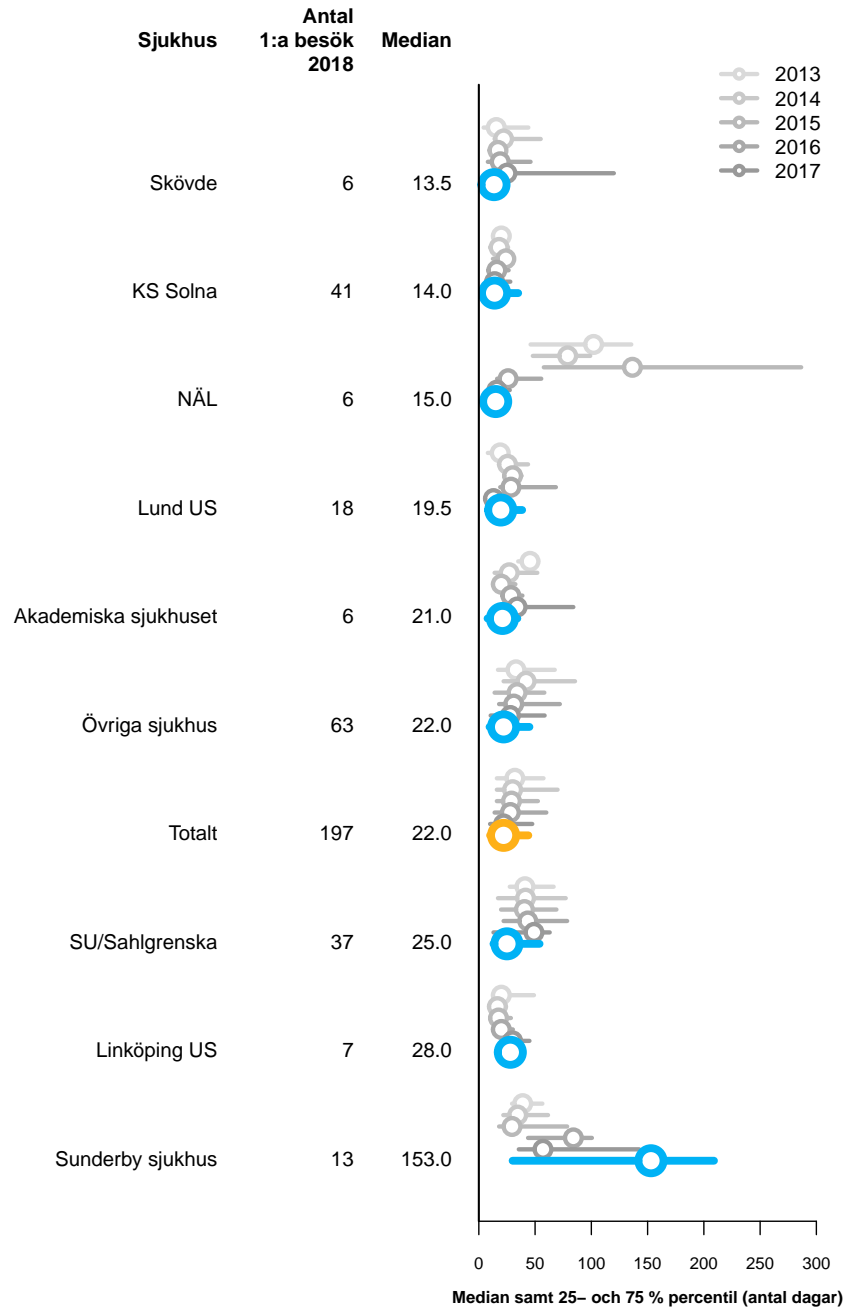 Antal
Sjukhus 1:a besök Median
2018
2013
2014
2015
2016
2017
Skövde 6 13.5
KS Solna 41 14.0
NÄL 6 15.0
Lund US 18 19.5
Akademiska sjukhuset 6 21.0
Övriga sjukhus 63 22.0
Totalt 197 22.0
SU/Sahlgrenska 37 25.0
Linköping US 7 28.0
Sunderby sjukhus 13 153.0
0 50 100 150 200 250 300
Median samt 25– och 75 % percentil (antal dagar)